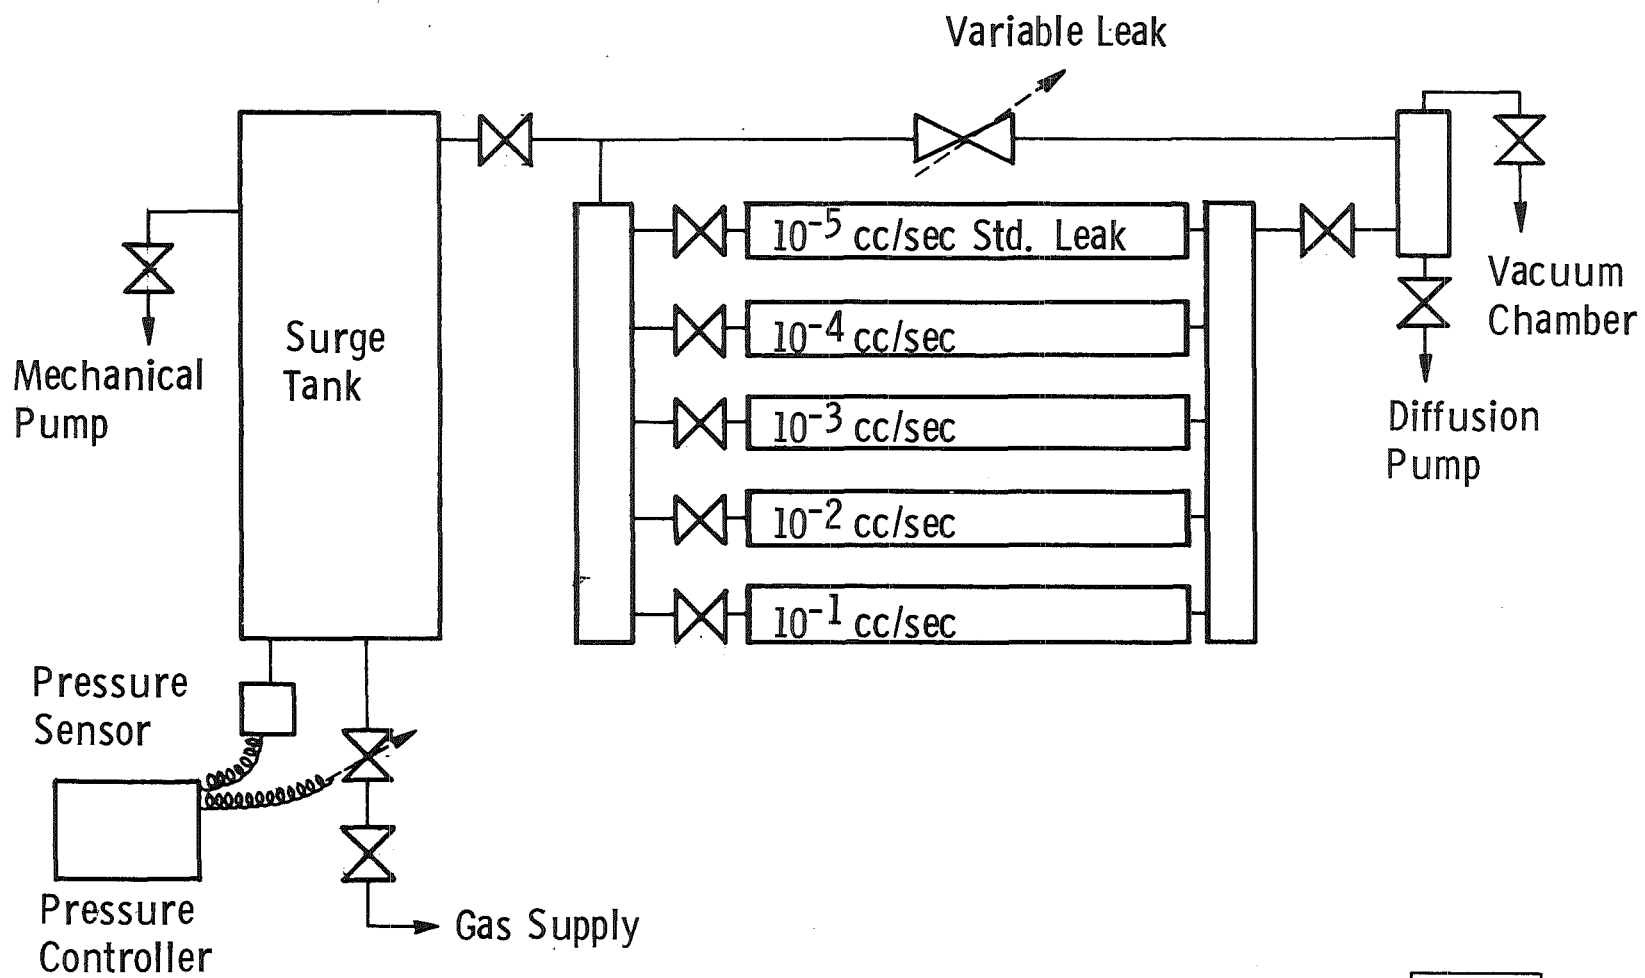 Variable Leak
10⁻⁵ cc/sec Std. Leak
Vacuum
Chamber
Surge
Tank
10⁻⁴ cc/sec
Mechanical
Pump
10⁻³ cc/sec
Diffusion
Pump
10⁻² cc/sec
10⁻¹ cc/sec
Pressure
Sensor
Pressure
Controller
Gas Supply